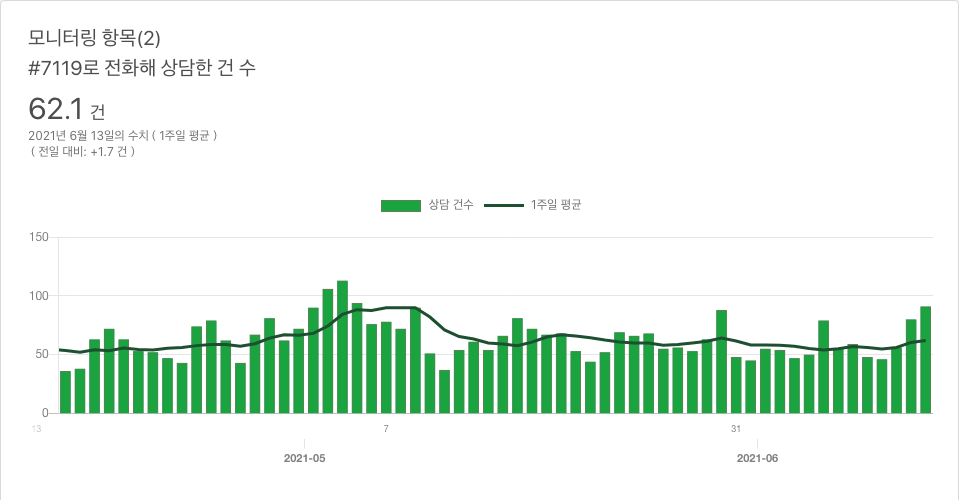 모니터링 항목(2)
#7119로 전화해 상담한 건 수
62.1 건
2021년 6월 13일의 수치 ( 1주일 평균 )
( 전일 대비: +1.7 건 )
상담 건수 1주일 평균
150
100
50
0
13 7 31
2021-05 2021-06